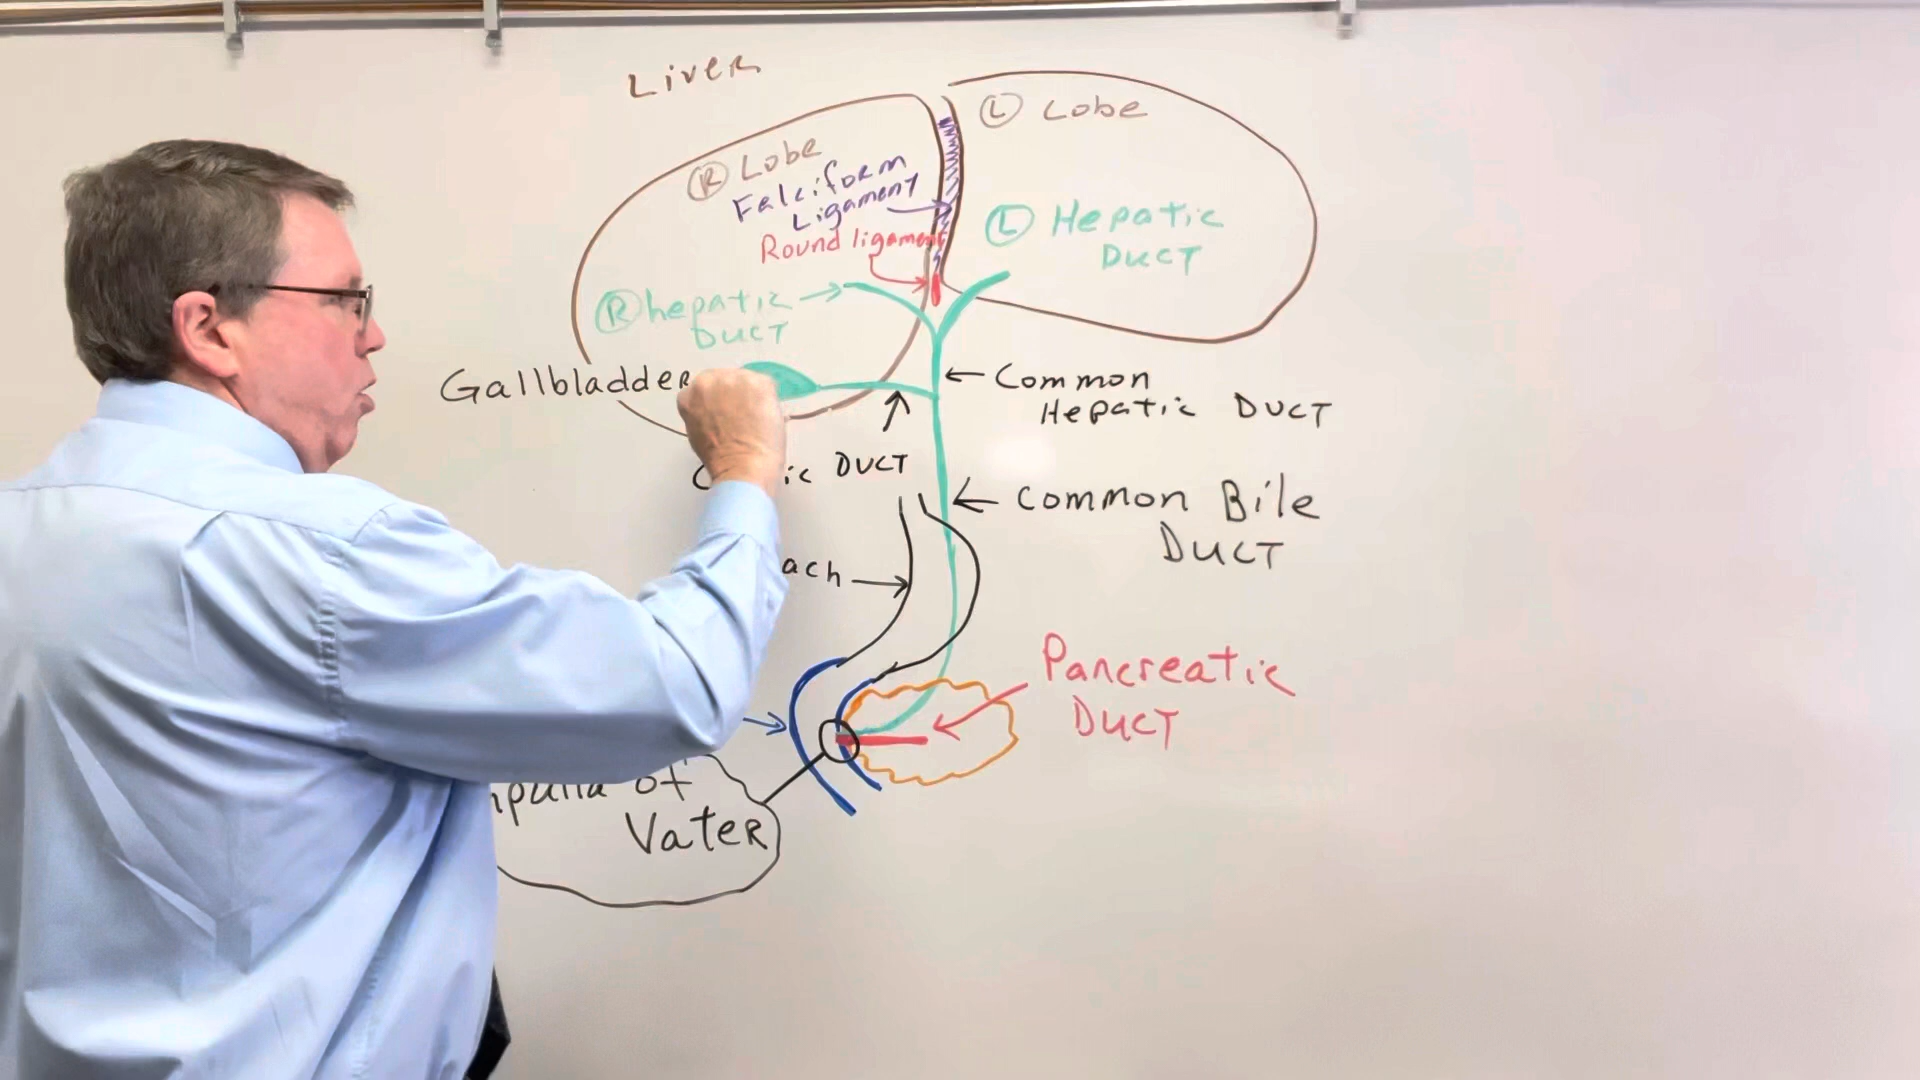 Liver
Ⓛ Lobe
Ⓡ Lobe
Falciform
Ligament
Round ligament
Ⓛ Hepatic
Duct
Ⓡ hepatic
Duct
Gallbladder
Common
Hepatic Duct
Duct
Common Bile
Duct
Pancreatic
Duct
of
Vater